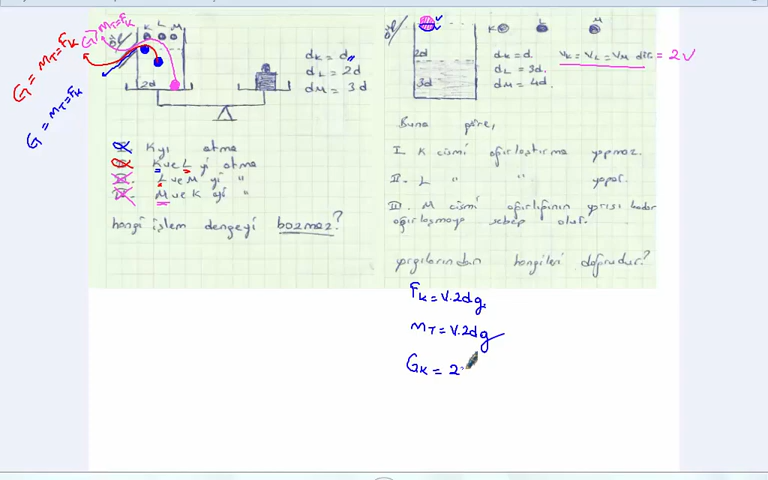 K L M
dK = d
dL = 2d
dM = 3d
2d
G = mT = FK
G = mT = FK
G > mT = FK
K yı atma
K ve L yi atma
L ve M yi "
M ve K yi "
hangi işlem dengeyi bozmaz?
2d
3d
K L M
dK = d.
dL = 3d.
dM = 4d.
VK = VL = VM dir. = 2V
Buna göre,
I. K cismi ağırlaştırma yapmaz.
II. L " " yapar.
III. M cismi ağırlığının yarısı kadar
ağırlaşmaya sebep olur.
yargılarından hangileri doğrudur?
FK = V.2dg
mT = V.2dg
GK = 2